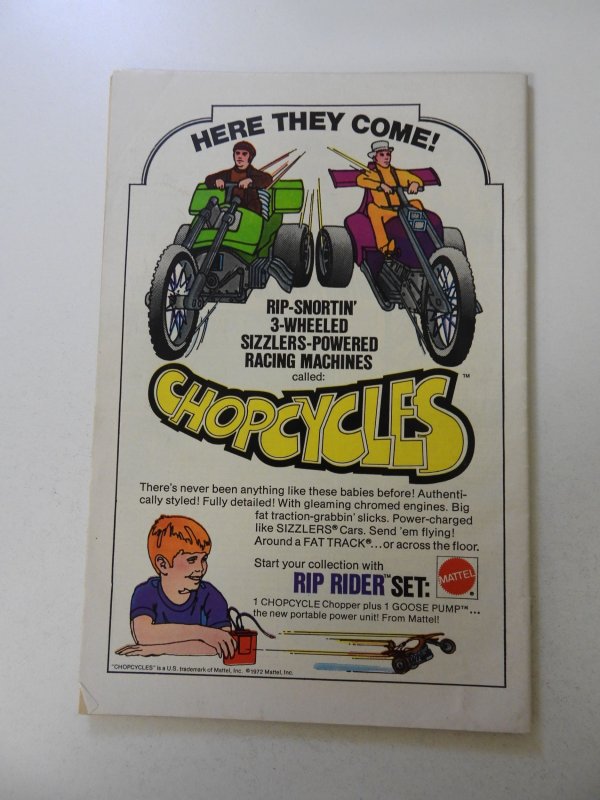 HERE THEY COME!
RIP-SNORTIN'
3-WHEELED
SIZZLERS-POWERED
RACING MACHINES
called:
CHOPCYCLES™
There's never been anything like these babies before! Authenti-
cally styled! Fully detailed! With gleaming chromed engines. Big
fat traction-grabbin' slicks. Power-charged
like SIZZLERS® Cars. Send 'em flying!
Around a FAT TRACK®...or across the floor.
Start your collection with
RIP RIDER™ SET:
MATTEL®
1 CHOPCYCLE Chopper plus 1 GOOSE PUMP™...
the new portable power unit! From Mattel!
"CHOPCYCLES" is a U.S. trademark of Mattel, Inc. ©1972 Mattel, Inc.